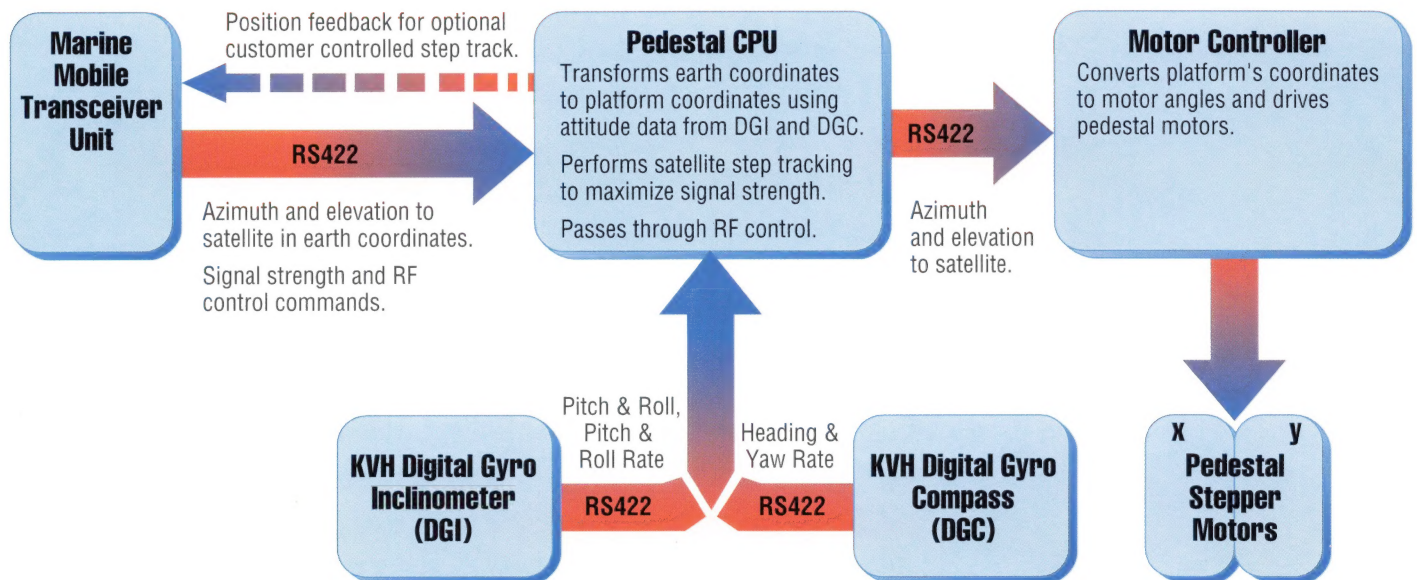 Marine
Mobile
Transceiver
Unit
Position feedback for optional
customer controlled step track.
RS422
Azimuth and elevation to
satellite in earth coordinates.
Signal strength and RF
control commands.
Pedestal CPU
Transforms earth coordinates
to platform coordinates using
attitude data from DGI and DGC.
Performs satellite step tracking
to maximize signal strength.
Passes through RF control.
RS422
Azimuth
and elevation
to satellite.
Motor Controller
Converts platform's coordinates
to motor angles and drives
pedestal motors.
KVH Digital Gyro
Inclinometer
(DGI)
Pitch & Roll,
Pitch &
Roll Rate
RS422
Heading &
Yaw Rate
RS422
KVH Digital Gyro
Compass
(DGC)
x y
Pedestal
Stepper
Motors